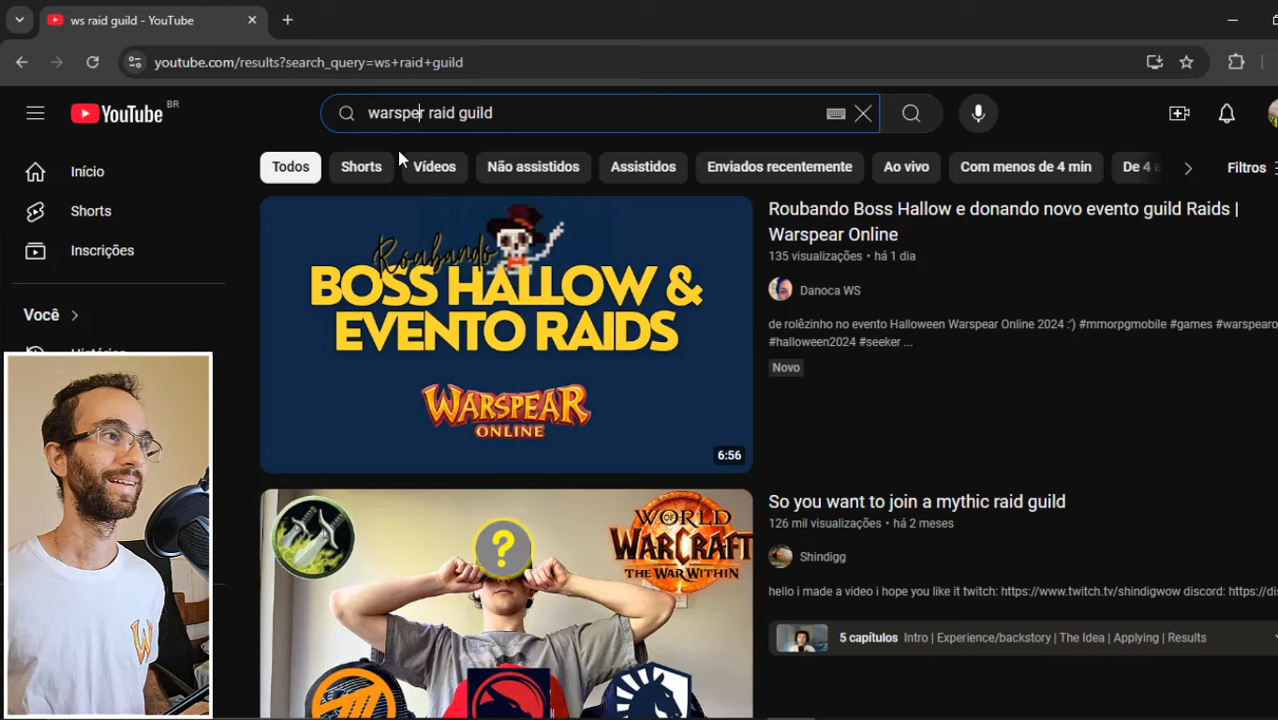 ws raid guild - YouTube
youtube.com/results?search_query=ws+raid+guild
YouTube BR
warsper raid guild
Todos
Shorts
Vídeos
Não assistidos
Assistidos
Enviados recentemente
Ao vivo
Com menos de 4 min
De 4
Filtros
Início
Shorts
Inscrições
Você
Histórico
Roubando
BOSS HALLOW &
EVENTO RAIDS
WARSPEAR
ONLINE
6:56
Roubando Boss Hallow e donando novo evento guild Raids |
Warspear Online
135 visualizações • há 1 dia
Danoca WS
de rolêzinho no evento Halloween Warspear Online 2024 :') #mmorpgmobile #games #warspearo
#halloween2024 #seeker ...
Novo
?
WORLD
OF
WARCRAFT
THE WAR WITHIN
So you want to join a mythic raid guild
126 mil visualizações • há 2 meses
Shindigg
hello i made a video i hope you like it twitch: https://www.twitch.tv/shindigwow discord: https://di
5 capítulos Intro | Experience/backstory | The Idea | Applying | Results
W